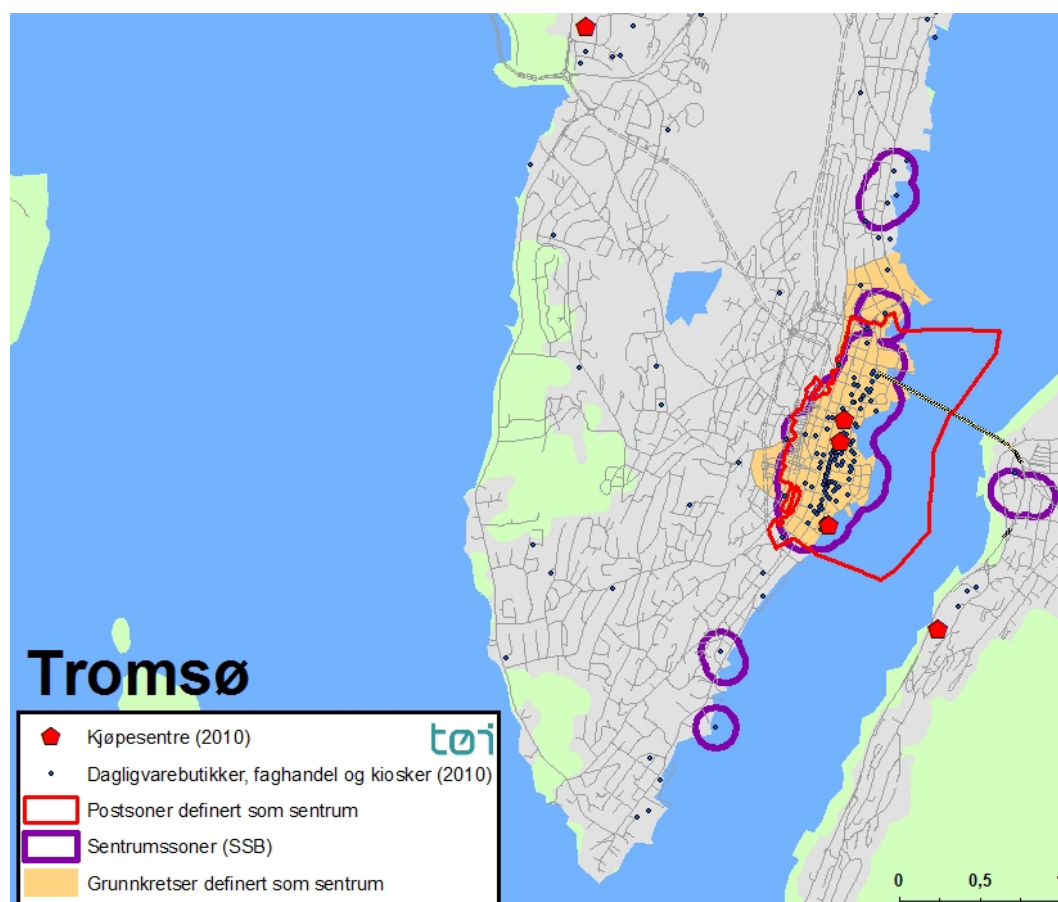 Tromsø
tøi
Kjøpesentre (2010)
Dagligvarebutikker, faghandel og kiosker (2010)
Postsoner definert som sentrum
Sentrumssoner (SSB)
Grunnkretser definert som sentrum
0 0,5